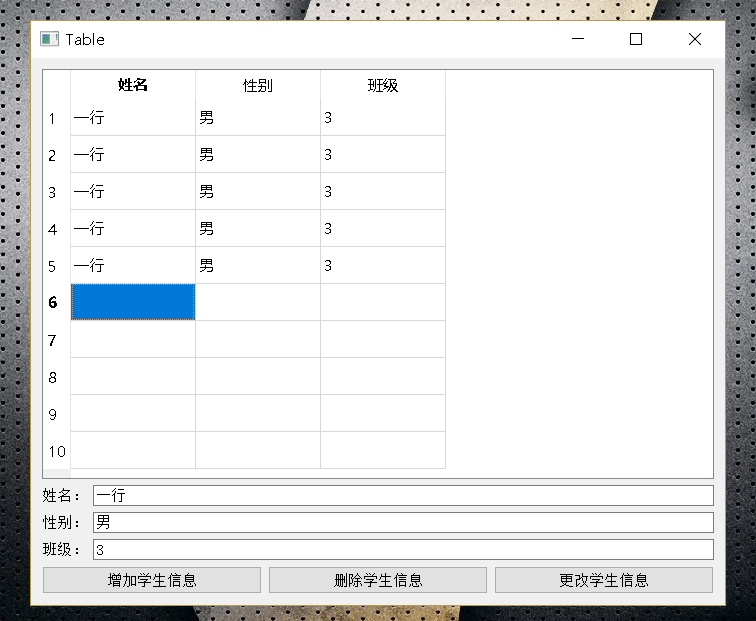 Table
姓名 性别 班级
1 一行 男 3
2 一行 男 3
3 一行 男 3
4 一行 男 3
5 一行 男 3
6
7
8
9
10
姓名： 一行
性别： 男
班级： 3
增加学生信息 删除学生信息 更改学生信息